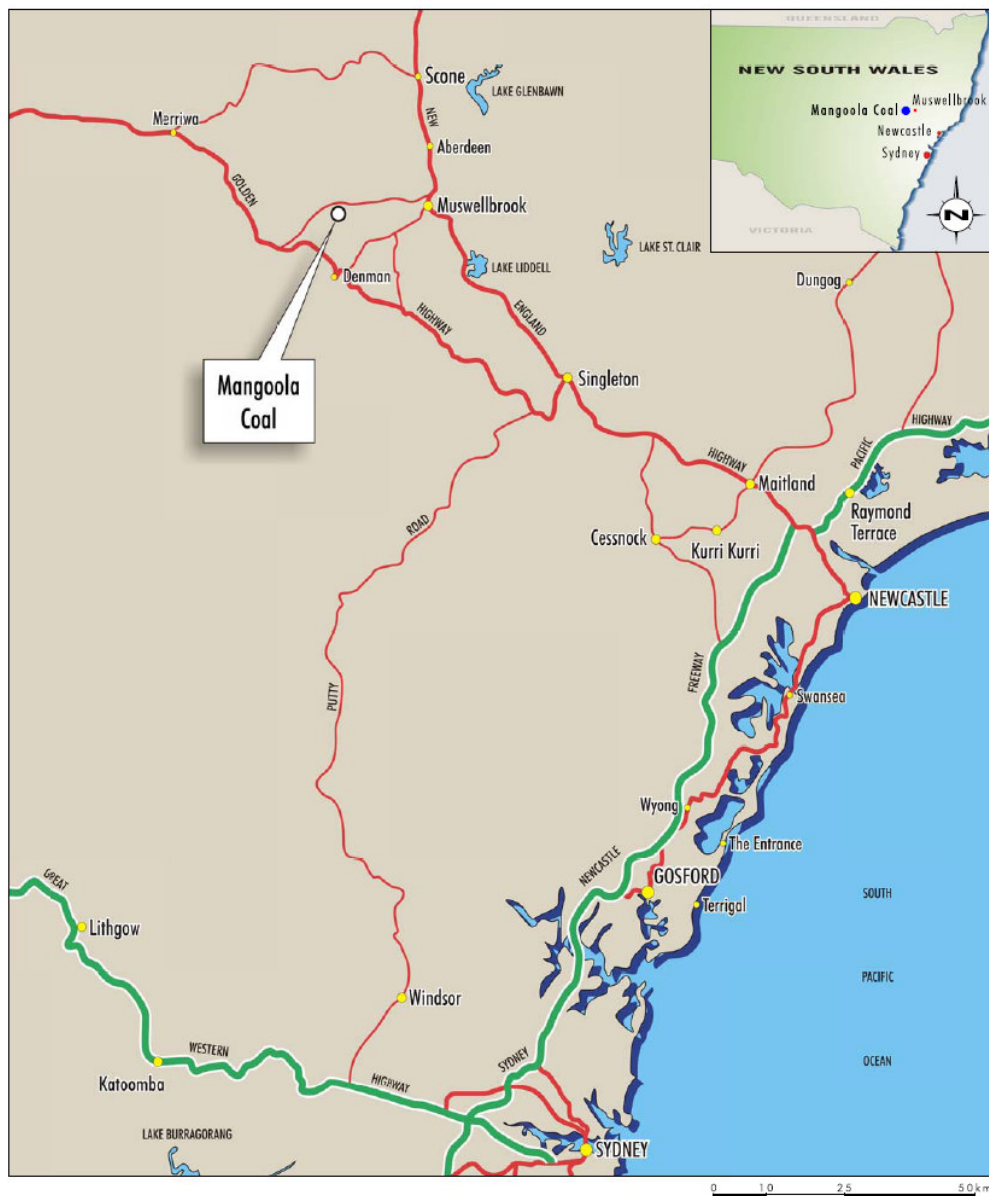 QUEENSLAND
NEW SOUTH WALES
Mangoola Coal
Muswellbrook
Newcastle
Sydney
VICTORIA
N
Scone
LAKE GLENBAWN
NEW
Merriwa
Aberdeen
GOLDEN
Muswellbrook
LAKE ST. CLAIR
LAKE LIDDELL
Denman
Dungog
HIGHWAY
ENGLAND
Mangoola
Coal
Singleton
HIGHWAY
HIGHWAY
PACIFIC
Maitland
Raymond
Terrace
ROAD
Cessnock
Kurri Kurri
NEWCASTLE
FREEWAY
PUTTY
Swansea
Wyong
The Entrance
NEWCASTLE
GOSFORD
SOUTH
GREAT
Terrigal
Lithgow
PACIFIC
Windsor
WESTERN
SYDNEY
OCEAN
Katoomba
HIGHWAY
LAKE BURRAGORANG
SYDNEY
0 10 25 50km